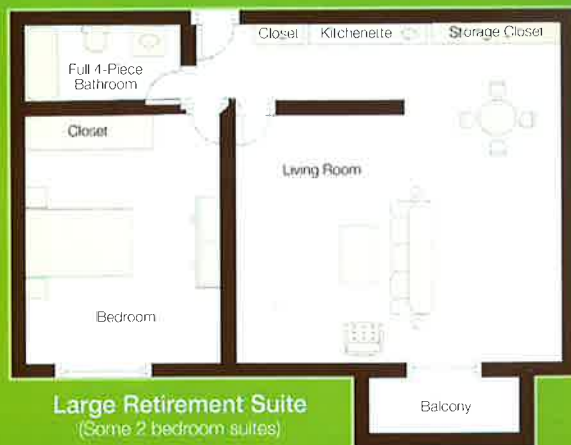 Closet Kitchenette Storage Closet
Full 4-Piece
Bathroom
Closet
Living Room
Bedroom
Balcony
Large Retirement Suite
(Some 2 bedroom suites)